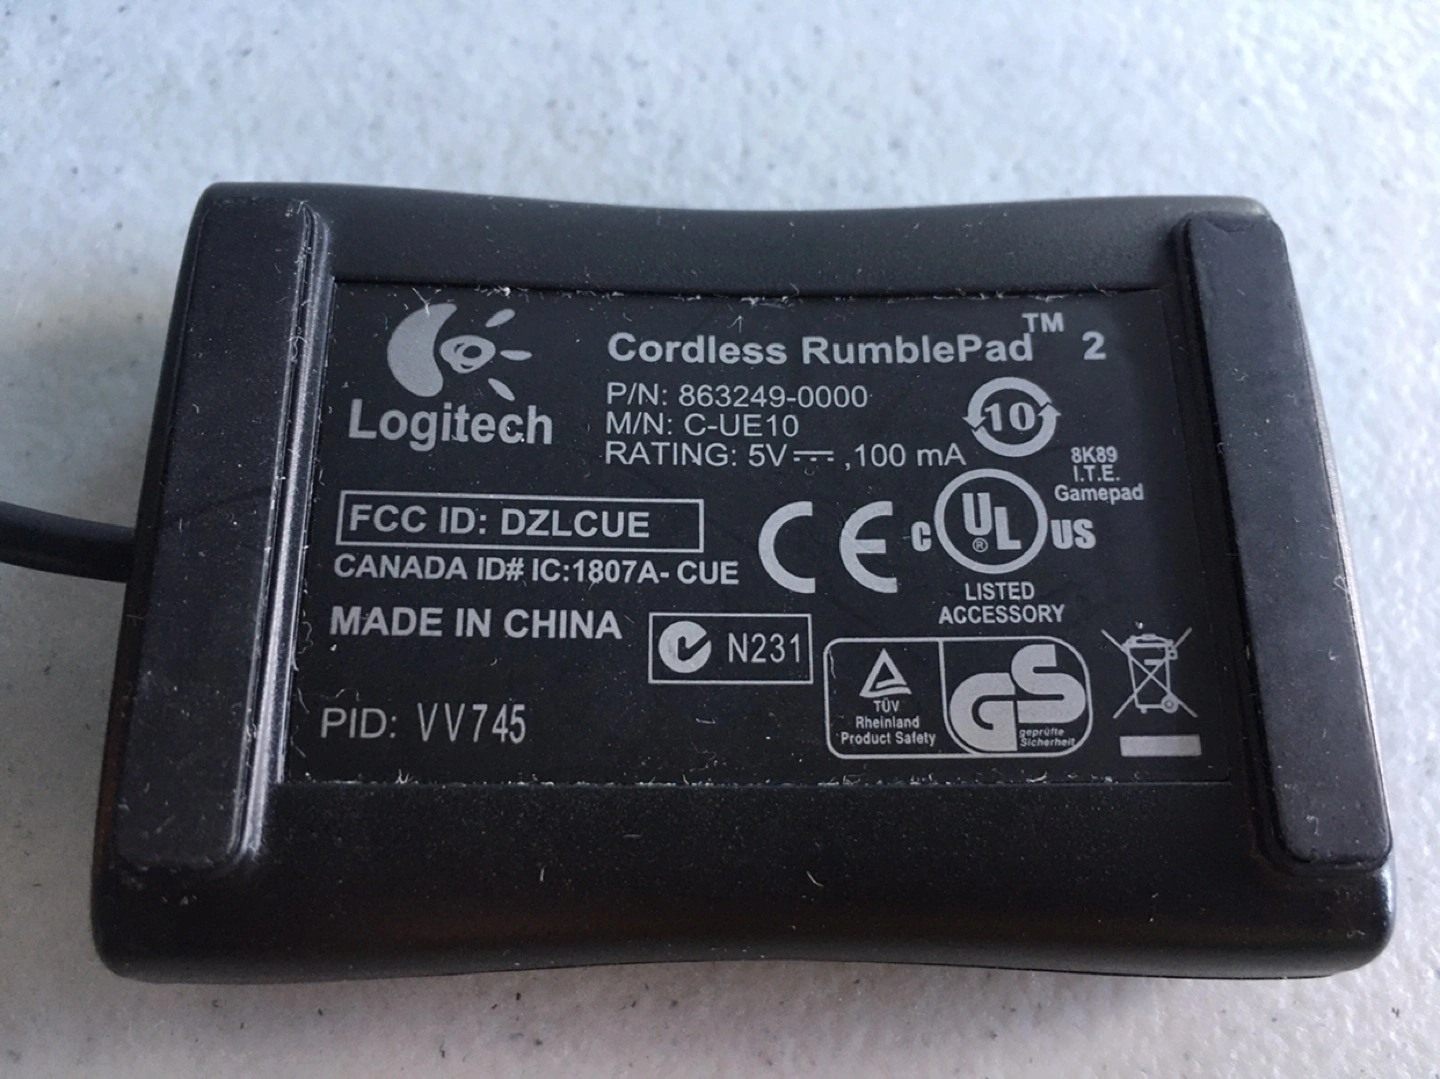 Logitech
Cordless RumblePad™ 2
P/N: 863249-0000
M/N: C-UE10
RATING: 5V⎓,100 mA
10
8K89
I.T.E.
Gamepad
FCC ID: DZLCUE
CANADA ID# IC:1807A- CUE
CE
C UL® US
LISTED
ACCESSORY
MADE IN CHINA
N231
PID: VV745
TÜV
Rheinland
Product Safety
GS
geprüfte
Sicherheit